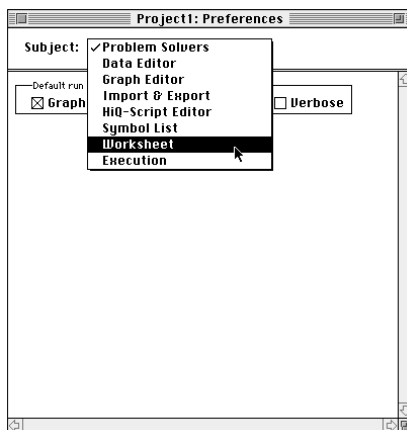 Project1: Preferences
Subject: ✓Problem Solvers
Data Editor
Graph Editor
Import & Export
HiQ-Script Editor
Symbol List
Worksheet
Execution
Default run
Graph
Verbose